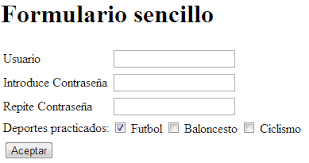 Formulario sencillo
Usuario
Introduce Contraseña
Repite Contraseña
Deportes practicados: Futbol Baloncesto Ciclismo
Aceptar